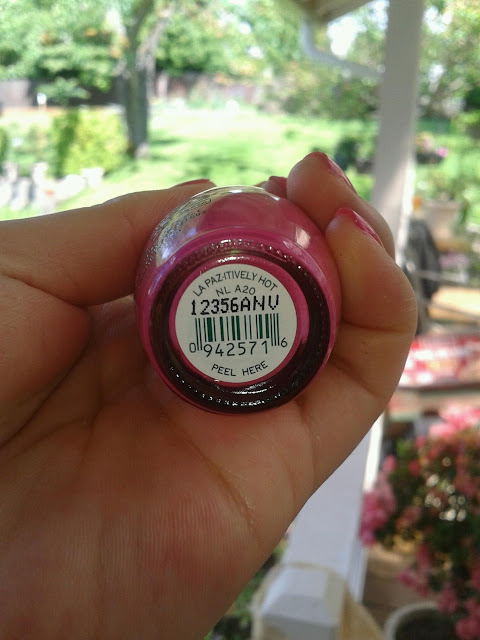 LA PAZ-ITIVELY HOT
NL A20
12356ANV
0 942571 6
PEEL HERE